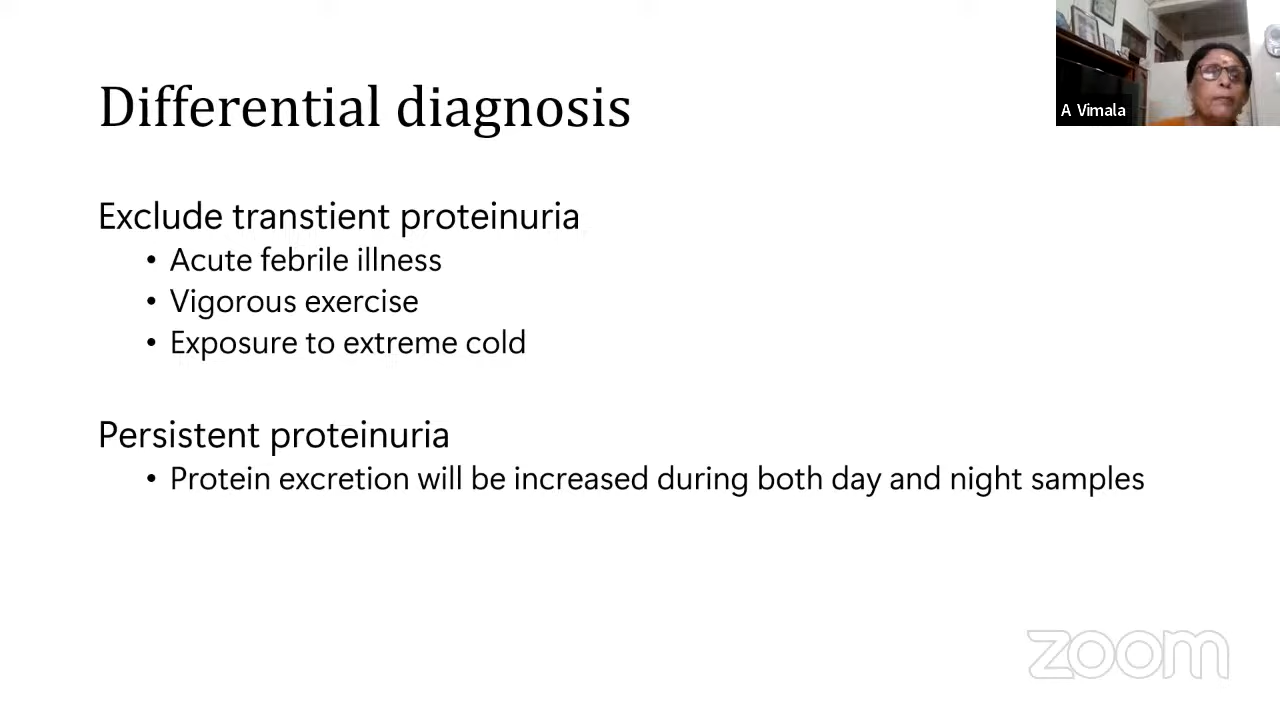 A Vimala
Differential diagnosis
Exclude transtient proteinuria
• Acute febrile illness
• Vigorous exercise
• Exposure to extreme cold
Persistent proteinuria
• Protein excretion will be increased during both day and night samples
zoom